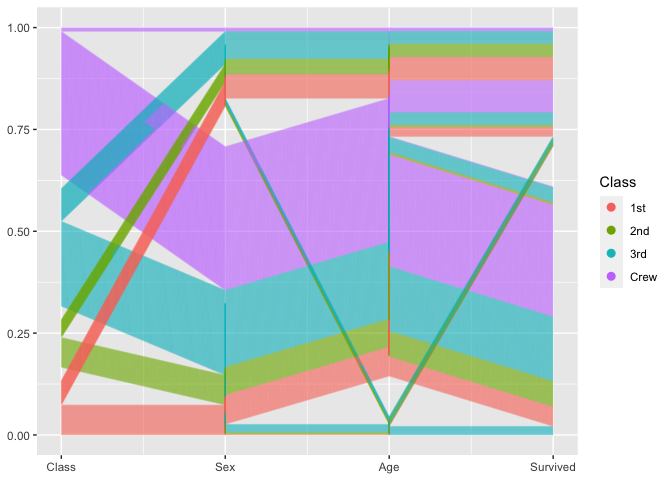 1.00
0.75
0.50
0.25
0.00
Class Sex Age Survived
Class
1st
2nd
3rd
Crew